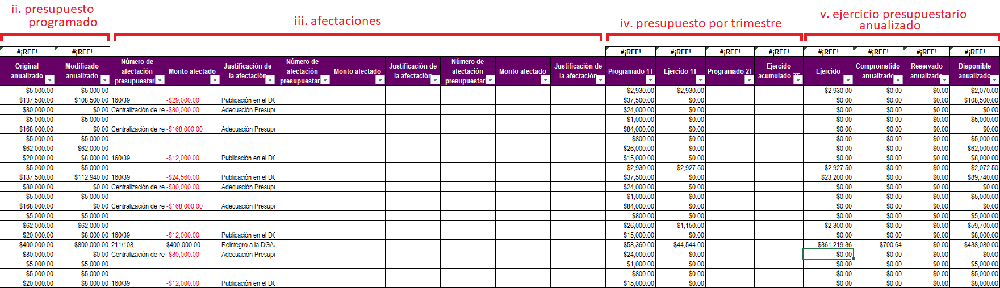 ii. presupuesto
programado
iii. afectaciones
iv. presupuesto por trimestre
v. ejercicio presupuestario
anualizado
#¡REF! #¡REF! #¡REF! #¡REF! #¡REF! #¡REF! #¡REF! #¡REF! #¡REF! #¡REF!
Original anualizado Modificado anualizado Número de afectación presupuestar Monto afectado Justificación de la afectación Número de afectación presupuestar Monto afectado Justificación de la afectación Número de afectación presupuestar Monto afectado Justificación de la afectación Programado 1T Ejercido 1T Programado 2T Ejercido acumulado 2T Ejercido Comprometido anualizado Reservado anualizado Disponible anualizado
$5,000.00 $5,000.00 $2,930.00 $2,930.00 $2,930.00 $0.00 $0.00 $2,070.00
$137,500.00 $108,500.00 160/39 -$29,000.00 Publicación en el DO $37,500.00 $0.00 $0.00 $0.00 $0.00 $108,500.00
$80,000.00 $0.00 Centralización de re -$80,000.00 Adecuación Presup $24,000.00 $0.00 $0.00 $0.00 $0.00 $0.00
$5,000.00 $5,000.00 $1,000.00 $0.00 $0.00 $0.00 $0.00 $5,000.00
$168,000.00 $0.00 Centralización de re -$168,000.00 Adecuación Presup $84,000.00 $0.00 $0.00 $0.00 $0.00 $0.00
$5,000.00 $5,000.00 $800.00 $0.00 $0.00 $0.00 $0.00 $5,000.00
$62,000.00 $62,000.00 $26,000.00 $0.00 $0.00 $0.00 $0.00 $62,000.00
$20,000.00 $8,000.00 160/39 -$12,000.00 Publicación en el DO $15,000.00 $0.00 $0.00 $0.00 $0.00 $8,000.00
$5,000.00 $5,000.00 $2,930.00 $2,927.50 $2,927.50 $0.00 $0.00 $2,072.50
$137,500.00 $112,940.00 160/39 -$24,560.00 Publicación en el DO $37,500.00 $0.00 $23,200.00 $0.00 $0.00 $89,740.00
$80,000.00 $0.00 Centralización de re -$80,000.00 Adecuación Presup $24,000.00 $0.00 $0.00 $0.00 $0.00 $0.00
$5,000.00 $5,000.00 $1,000.00 $0.00 $0.00 $0.00 $0.00 $5,000.00
$168,000.00 $0.00 Centralización de re -$168,000.00 Adecuación Presup $84,000.00 $0.00 $0.00 $0.00 $0.00 $0.00
$5,000.00 $5,000.00 $800.00 $0.00 $0.00 $0.00 $0.00 $5,000.00
$62,000.00 $62,000.00 $26,000.00 $1,150.00 $2,300.00 $0.00 $0.00 $59,700.00
$20,000.00 $8,000.00 160/39 -$12,000.00 Publicación en el DO $15,000.00 $0.00 $0.00 $0.00 $0.00 $8,000.00
$400,000.00 $800,000.00 211/108 $400,000.00 Reintegro a la DGA $58,360.00 $44,544.00 $361,219.36 $700.64 $0.00 $438,080.00
$80,000.00 $0.00 Centralización de re -$80,000.00 Adecuación Presup $24,000.00 $0.00 $0.00 $0.00 $0.00 $0.00
$5,000.00 $5,000.00 $1,000.00 $0.00 $0.00 $0.00 $0.00 $5,000.00
$5,000.00 $5,000.00 $800.00 $0.00 $0.00 $0.00 $0.00 $5,000.00
$20,000.00 $8,000.00 160/39 -$12,000.00 Publicación en el DO $15,000.00 $0.00 $0.00 $0.00 $0.00 $8,000.00